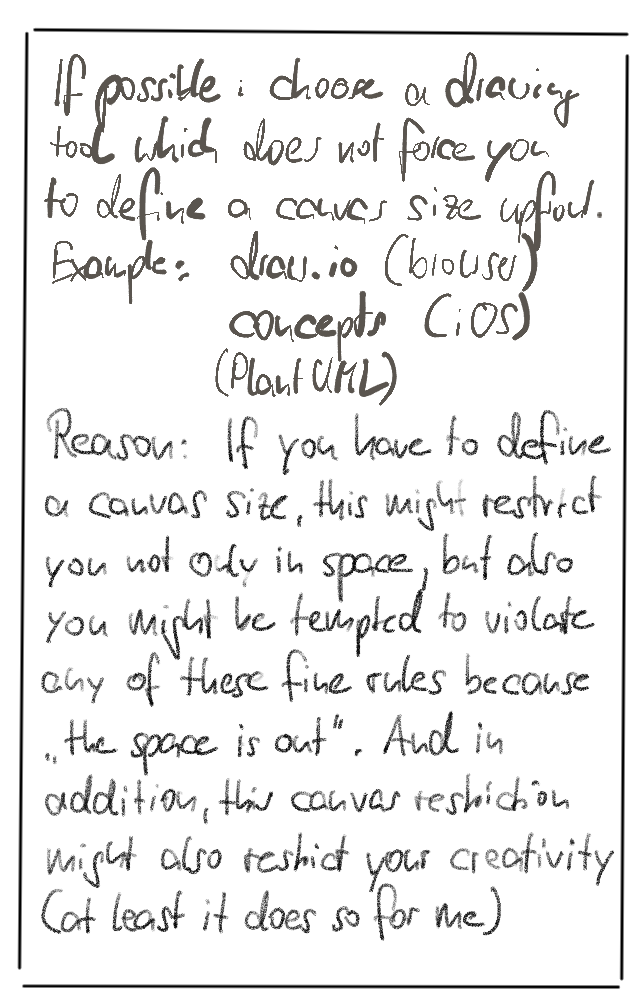 If possible i choose a drawing
tool which does not force you
to define a canvas size upfront.
Example: draw.io (browser)
concepts (iOS)
(PlantUML)
Reason: If you have to define
a canvas size, this might restrict
you not only in space, but also
you might be tempted to violate
any of these fine rules because
„the space is out“. And in
addition, this canvas restriction
might also restrict your creativity
(at least it does so for me)